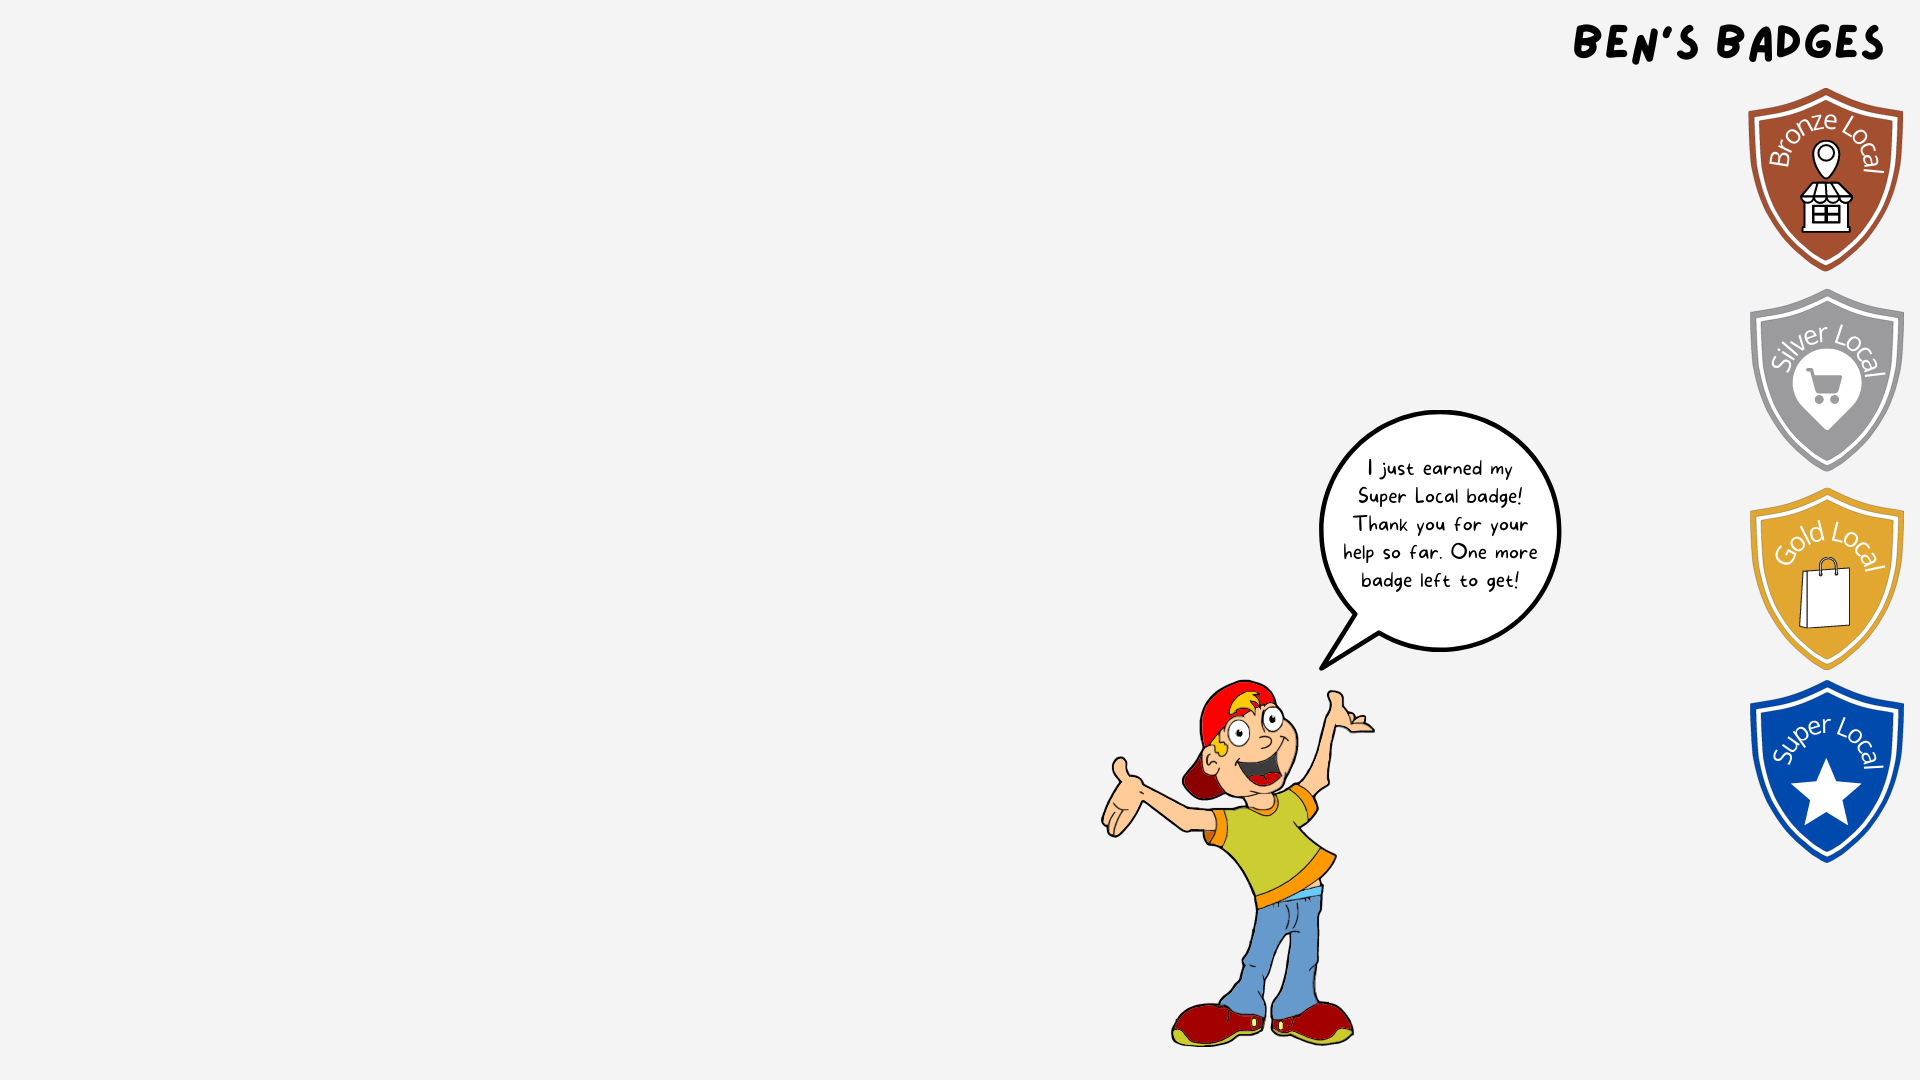 BEN'S BADGES
Bronze Local
Silver Local
I just earned my
Super Local badge!
Thank you for your
help so far. One more
badge left to get!
Gold Local
Super Local